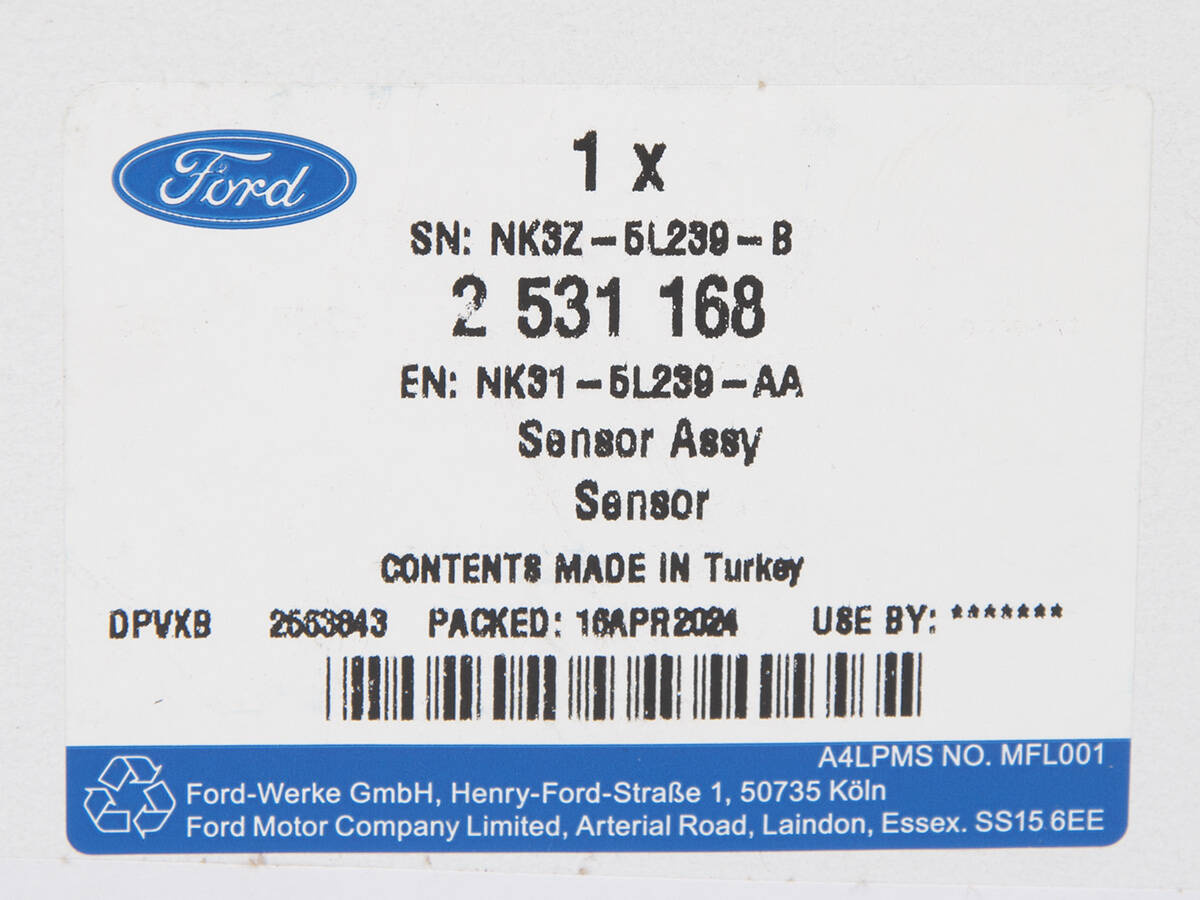 Ford
1 x
SN: NK3Z-5L239-B
2 531 168
EN: NK31-5L239-AA
Sensor Assy
Sensor
CONTENTS MADE IN Turkey
DPVXB 2553843 PACKED: 16APR2024 USE BY: *******
A4LPMS NO. MFL001
Ford-Werke GmbH, Henry-Ford-Straße 1, 50735 Köln
Ford Motor Company Limited, Arterial Road, Laindon, Essex. SS15 6EE